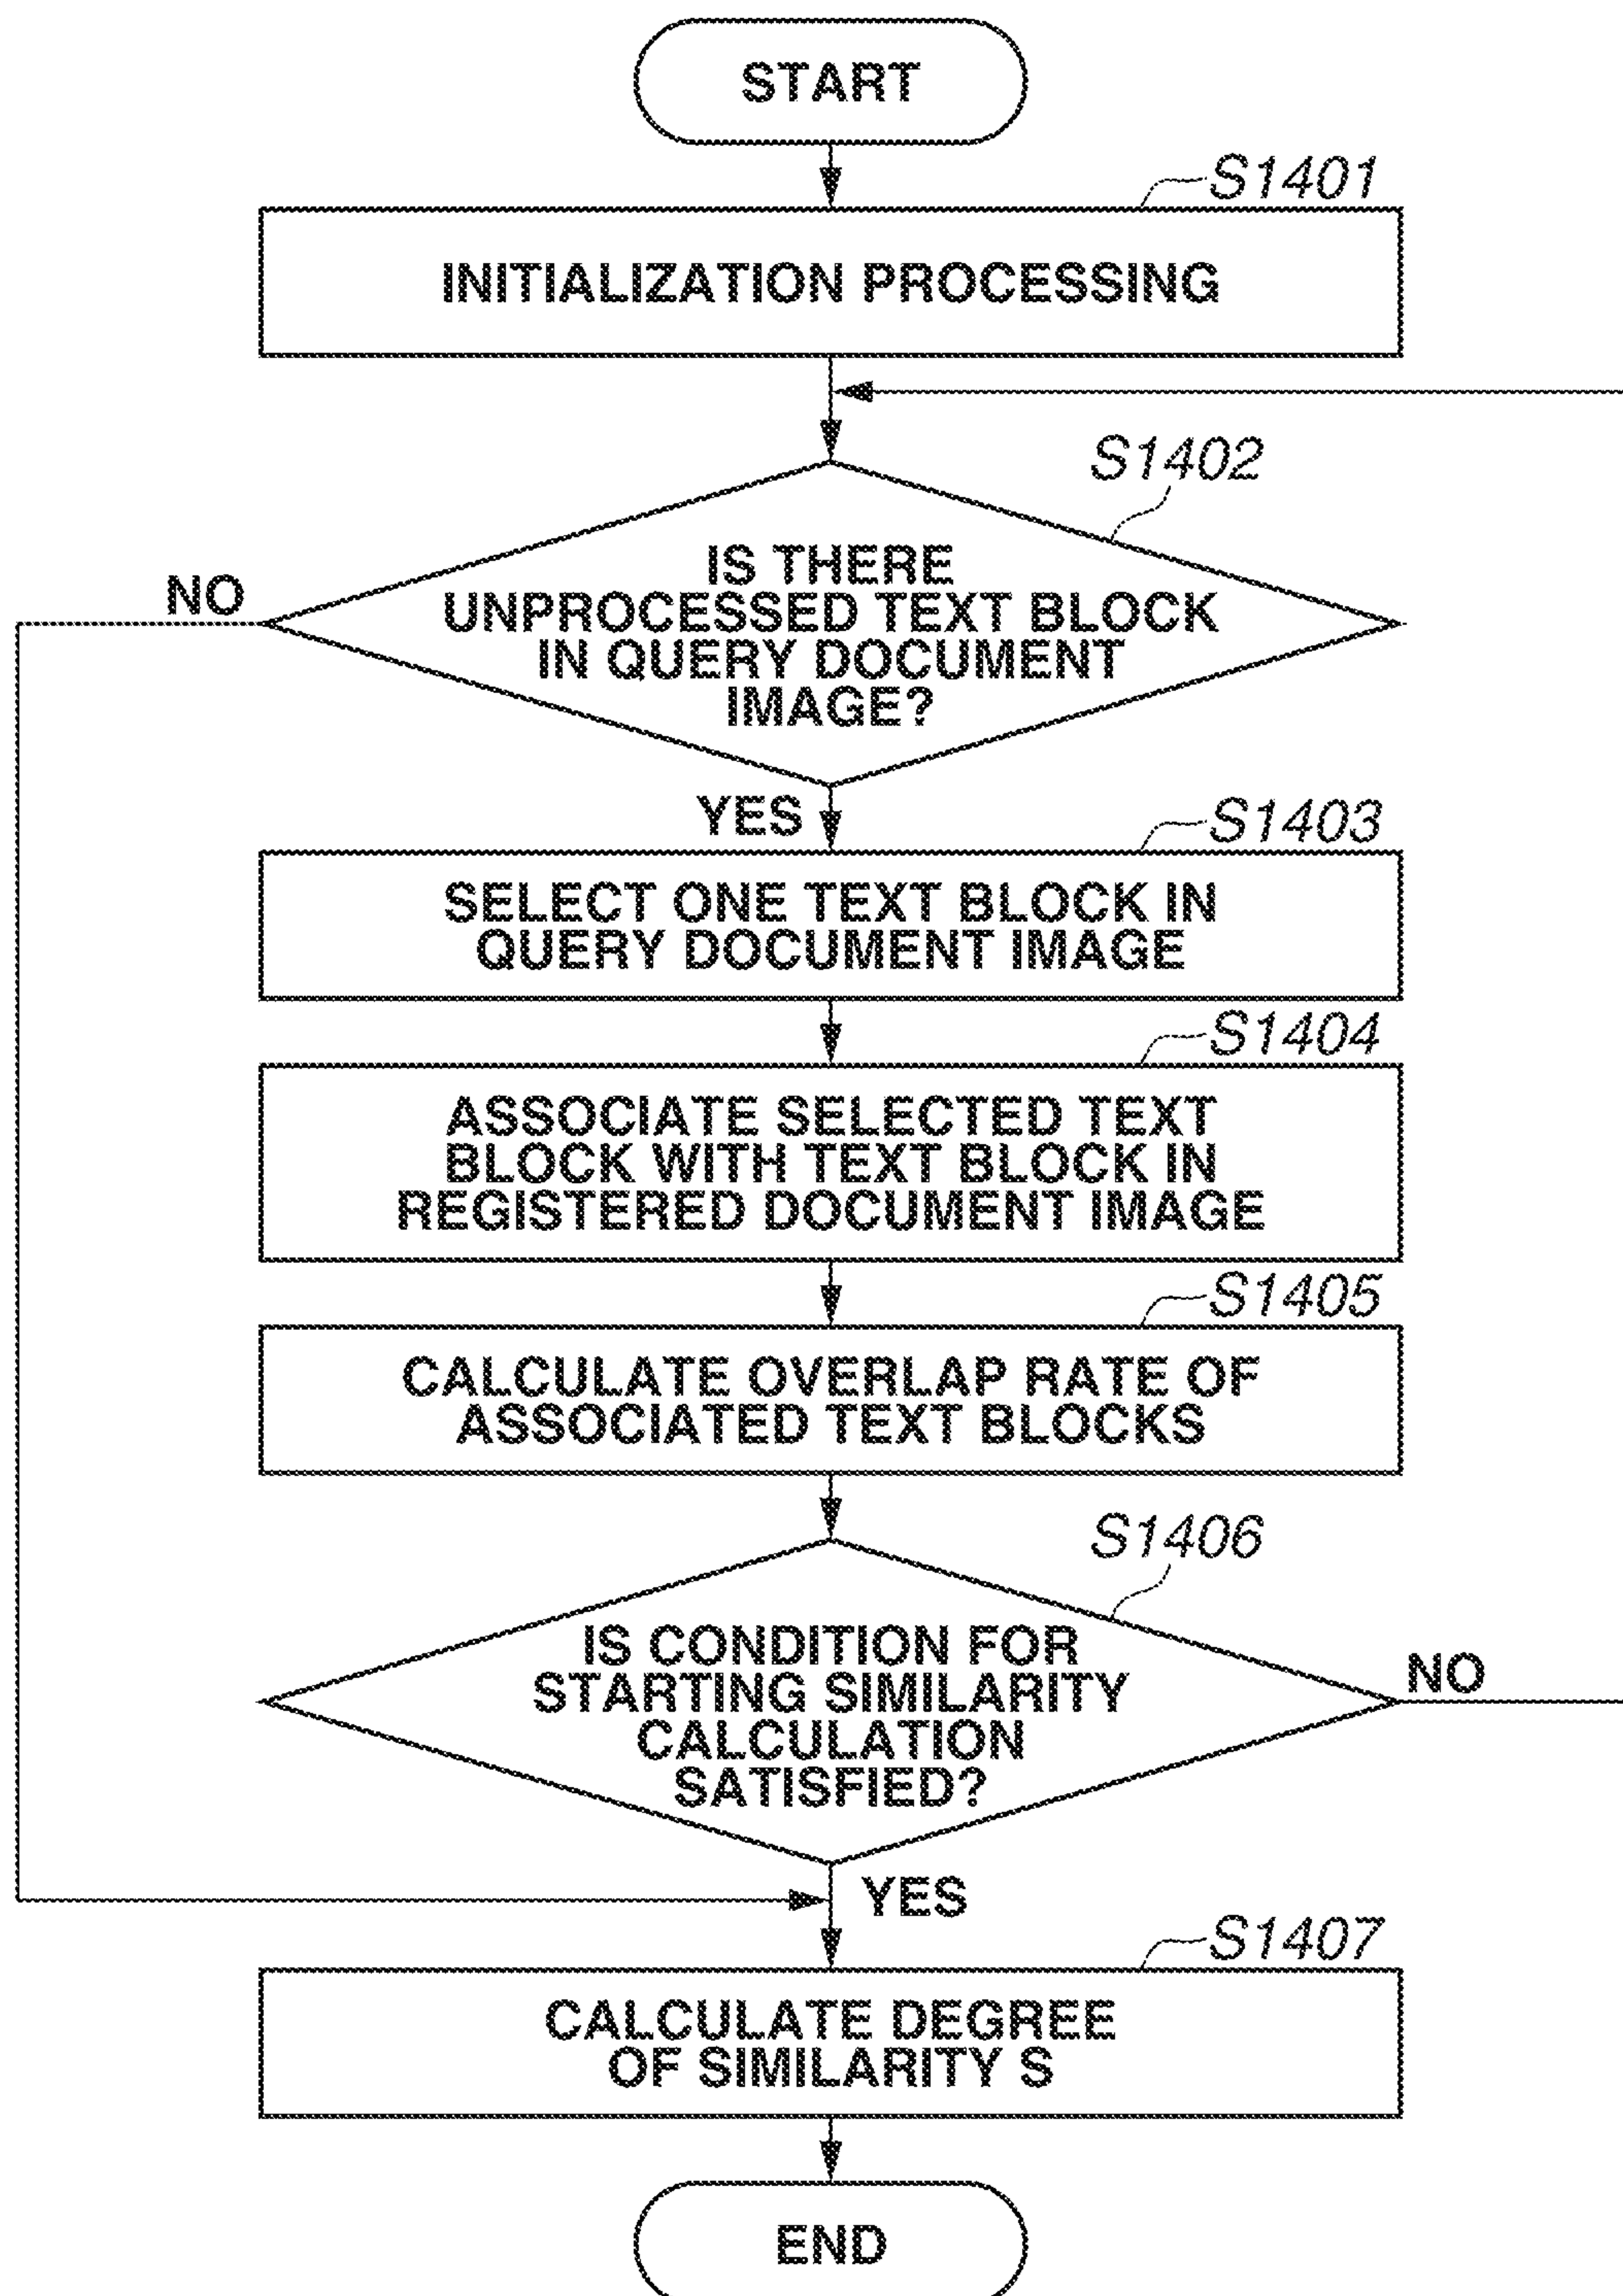 START
S1401
INITIALIZATION PROCESSING
S1402
IS THERE
UNPROCESSED TEXT BLOCK
IN QUERY DOCUMENT
IMAGE?
NO
YES
S1403
SELECT ONE TEXT BLOCK IN
QUERY DOCUMENT IMAGE
S1404
ASSOCIATE SELECTED TEXT
BLOCK WITH TEXT BLOCK IN
REGISTERED DOCUMENT IMAGE
S1405
CALCULATE OVERLAP RATE OF
ASSOCIATED TEXT BLOCKS
S1406
IS CONDITION FOR
STARTING SIMILARITY
CALCULATION
SATISFIED?
NO
YES
S1407
CALCULATE DEGREE
OF SIMILARITY S
END